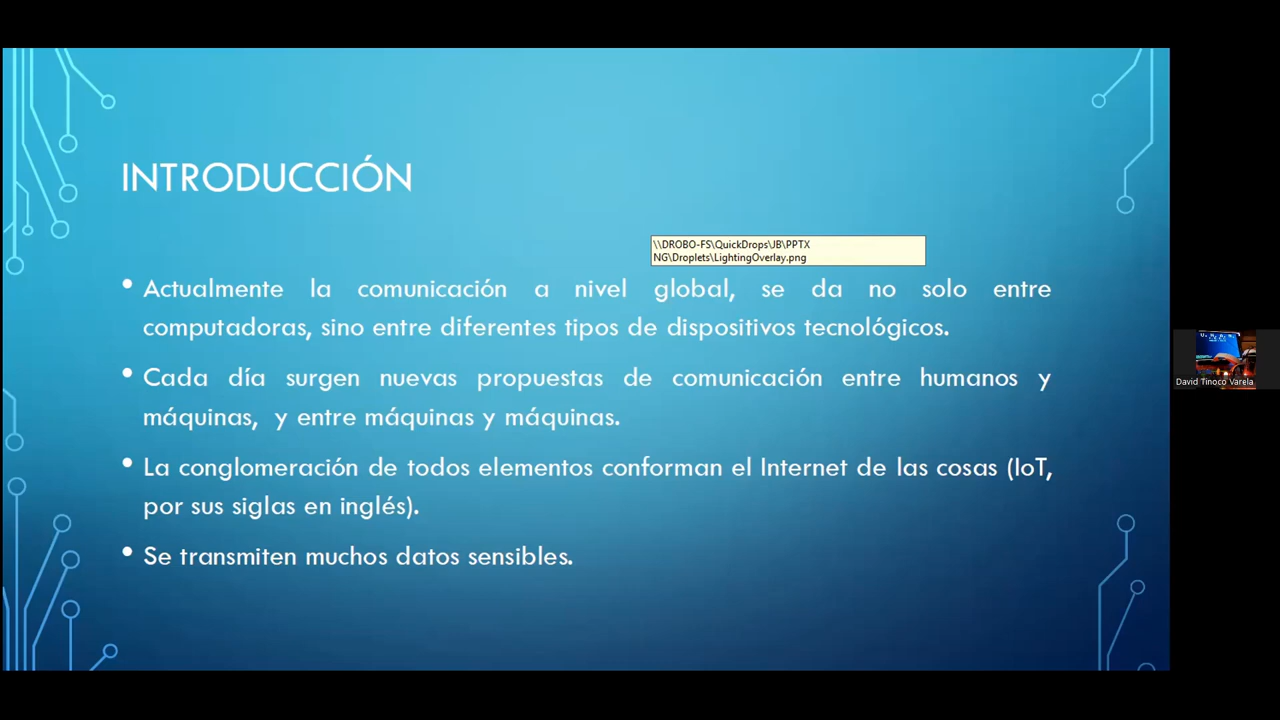 INTRODUCCIÓN
\\DROBO-FS\QuickDrops\JB\PPTX
NG\Droplets\LightingOverlay.png
• Actualmente la comunicación a nivel global, se da no solo entre
computadoras, sino entre diferentes tipos de dispositivos tecnológicos.
• Cada día surgen nuevas propuestas de comunicación entre humanos y
máquinas, y entre máquinas y máquinas.
• La conglomeración de todos elementos conforman el Internet de las cosas (IoT,
por sus siglas en inglés).
• Se transmiten muchos datos sensibles.
David Tinoco Varela